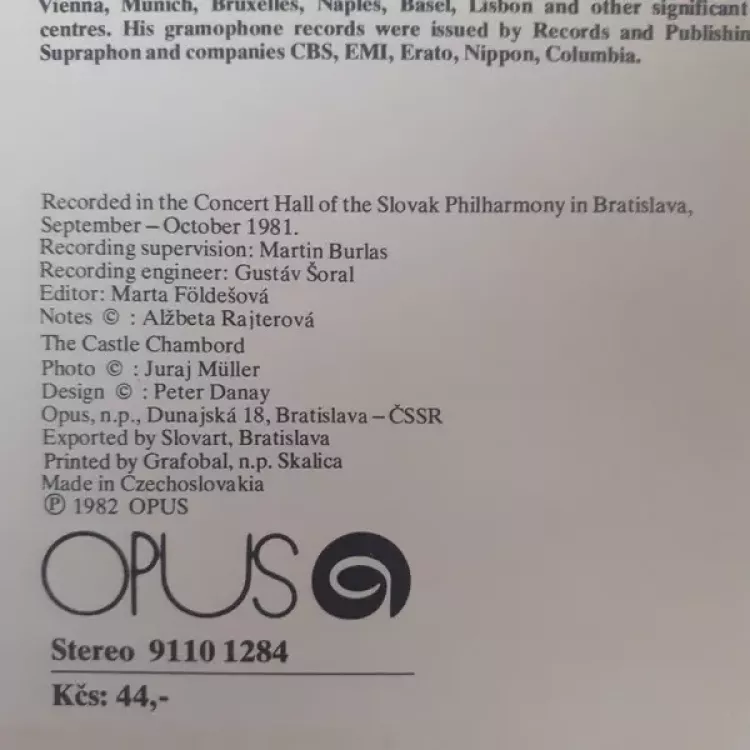 Vienna, Munich, Bruxelles, Naples, Basel, Lisbon and other significant
centres. His gramophone records were issued by Records and Publishin
Supraphon and companies CBS, EMI, Erato, Nippon, Columbia.
Recorded in the Concert Hall of the Slovak Philharmony in Bratislava,
September – October 1981.
Recording supervision: Martin Burlas
Recording engineer: Gustáv Šoral
Editor: Marta Földešová
Notes © : Alžbeta Rajterová
The Castle Chambord
Photo © : Juraj Müller
Design © : Peter Danay
Opus, n.p., Dunajská 18, Bratislava – ČSSR
Exported by Slovart, Bratislava
Printed by Grafobal, n.p. Skalica
Made in Czechoslovakia
℗ 1982 OPUS
OPUS
Stereo 9110 1284
Kčs: 44,-